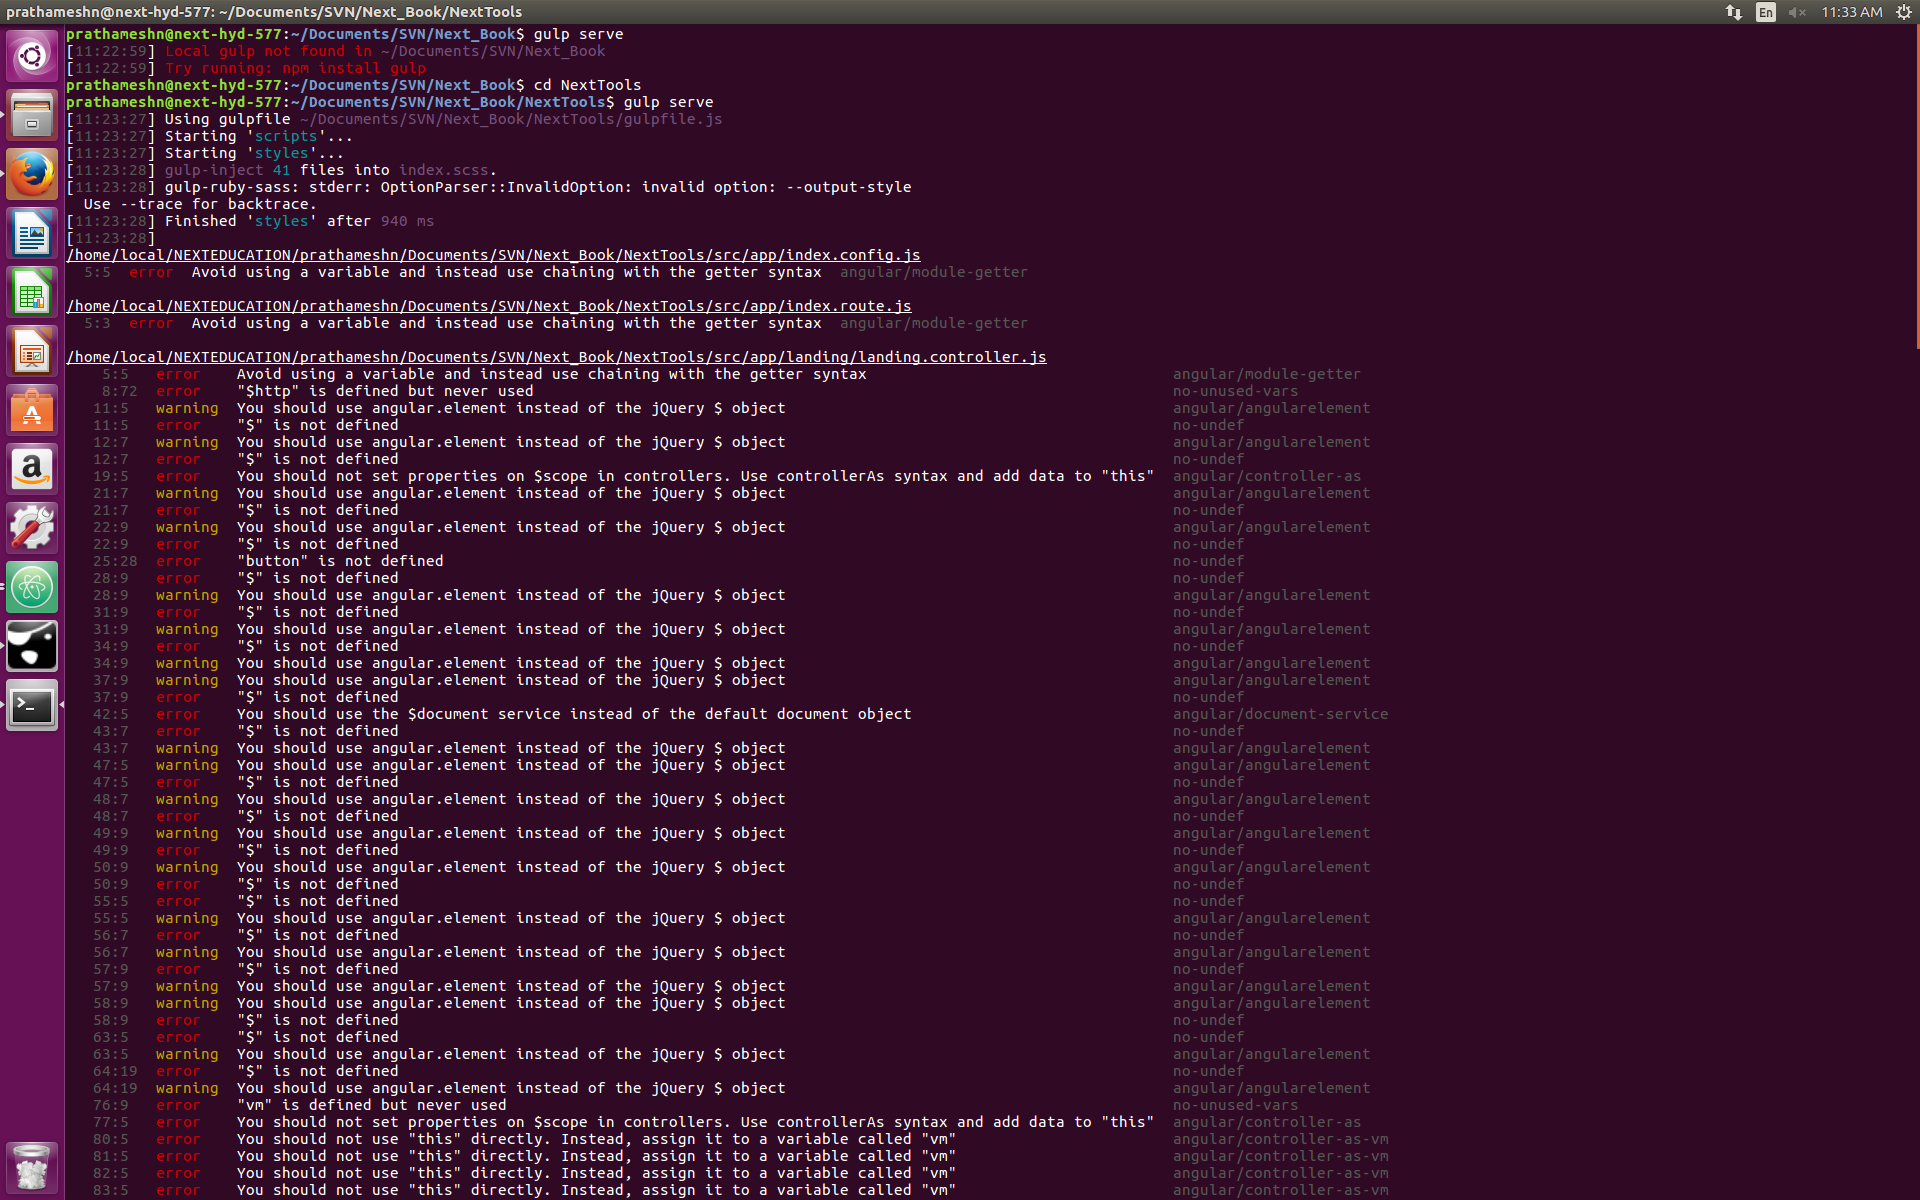 prathameshn@next-hyd-577: ~/Documents/SVN/Next_Book/NextTools
En
11:33 AM
prathameshn@next-hyd-577:~/Documents/SVN/Next_Book$ gulp serve
[11:22:59] Local gulp not found in ~/Documents/SVN/Next_Book
[11:22:59] Try running: npm install gulp
prathameshn@next-hyd-577:~/Documents/SVN/Next_Book$ cd NextTools
prathameshn@next-hyd-577:~/Documents/SVN/Next_Book/NextTools$ gulp serve
[11:23:27] Using gulpfile ~/Documents/SVN/Next_Book/NextTools/gulpfile.js
[11:23:27] Starting 'scripts'...
[11:23:27] Starting 'styles'...
[11:23:28] gulp-inject 41 files into index.scss.
[11:23:28] gulp-ruby-sass: stderr: OptionParser::InvalidOption: invalid option: --output-style
Use --trace for backtrace.
[11:23:28] Finished 'styles' after 940 ms
[11:23:28]
/home/local/NEXTEDUCATION/prathameshn/Documents/SVN/Next_Book/NextTools/src/app/index.config.js
5:5 error Avoid using a variable and instead use chaining with the getter syntax angular/module-getter
/home/local/NEXTEDUCATION/prathameshn/Documents/SVN/Next_Book/NextTools/src/app/index.route.js
5:3 error Avoid using a variable and instead use chaining with the getter syntax angular/module-getter
/home/local/NEXTEDUCATION/prathameshn/Documents/SVN/Next_Book/NextTools/src/app/landing/landing.controller.js
5:5 error Avoid using a variable and instead use chaining with the getter syntax angular/module-getter
8:72 error "$http" is defined but never used no-unused-vars
11:5 warning You should use angular.element instead of the jQuery $ object angular/angularelement
11:5 error "$" is not defined no-undef
12:7 warning You should use angular.element instead of the jQuery $ object angular/angularelement
12:7 error "$" is not defined no-undef
19:5 error You should not set properties on $scope in controllers. Use controllerAs syntax and add data to "this" angular/controller-as
21:7 warning You should use angular.element instead of the jQuery $ object angular/angularelement
21:7 error "$" is not defined no-undef
22:9 warning You should use angular.element instead of the jQuery $ object angular/angularelement
22:9 error "$" is not defined no-undef
25:28 error "button" is not defined no-undef
28:9 error "$" is not defined no-undef
28:9 warning You should use angular.element instead of the jQuery $ object angular/angularelement
31:9 error "$" is not defined no-undef
31:9 warning You should use angular.element instead of the jQuery $ object angular/angularelement
34:9 error "$" is not defined no-undef
34:9 warning You should use angular.element instead of the jQuery $ object angular/angularelement
37:9 warning You should use angular.element instead of the jQuery $ object angular/angularelement
37:9 error "$" is not defined no-undef
42:5 error You should use the $document service instead of the default document object angular/document-service
43:7 error "$" is not defined no-undef
43:7 warning You should use angular.element instead of the jQuery $ object angular/angularelement
47:5 warning You should use angular.element instead of the jQuery $ object angular/angularelement
47:5 error "$" is not defined no-undef
48:7 warning You should use angular.element instead of the jQuery $ object angular/angularelement
48:7 error "$" is not defined no-undef
49:9 warning You should use angular.element instead of the jQuery $ object angular/angularelement
49:9 error "$" is not defined no-undef
50:9 warning You should use angular.element instead of the jQuery $ object angular/angularelement
50:9 error "$" is not defined no-undef
55:5 error "$" is not defined no-undef
55:5 warning You should use angular.element instead of the jQuery $ object angular/angularelement
56:7 error "$" is not defined no-undef
56:7 warning You should use angular.element instead of the jQuery $ object angular/angularelement
57:9 error "$" is not defined no-undef
57:9 warning You should use angular.element instead of the jQuery $ object angular/angularelement
58:9 warning You should use angular.element instead of the jQuery $ object angular/angularelement
58:9 error "$" is not defined no-undef
63:5 error "$" is not defined no-undef
63:5 warning You should use angular.element instead of the jQuery $ object angular/angularelement
64:19 error "$" is not defined no-undef
64:19 warning You should use angular.element instead of the jQuery $ object angular/angularelement
76:9 error "vm" is defined but never used no-unused-vars
77:5 error You should not set properties on $scope in controllers. Use controllerAs syntax and add data to "this" angular/controller-as
80:5 error You should not use "this" directly. Instead, assign it to a variable called "vm" angular/controller-as-vm
81:5 error You should not use "this" directly. Instead, assign it to a variable called "vm" angular/controller-as-vm
82:5 error You should not use "this" directly. Instead, assign it to a variable called "vm" angular/controller-as-vm
83:5 error You should not use "this" directly. Instead, assign it to a variable called "vm" angular/controller-as-vm